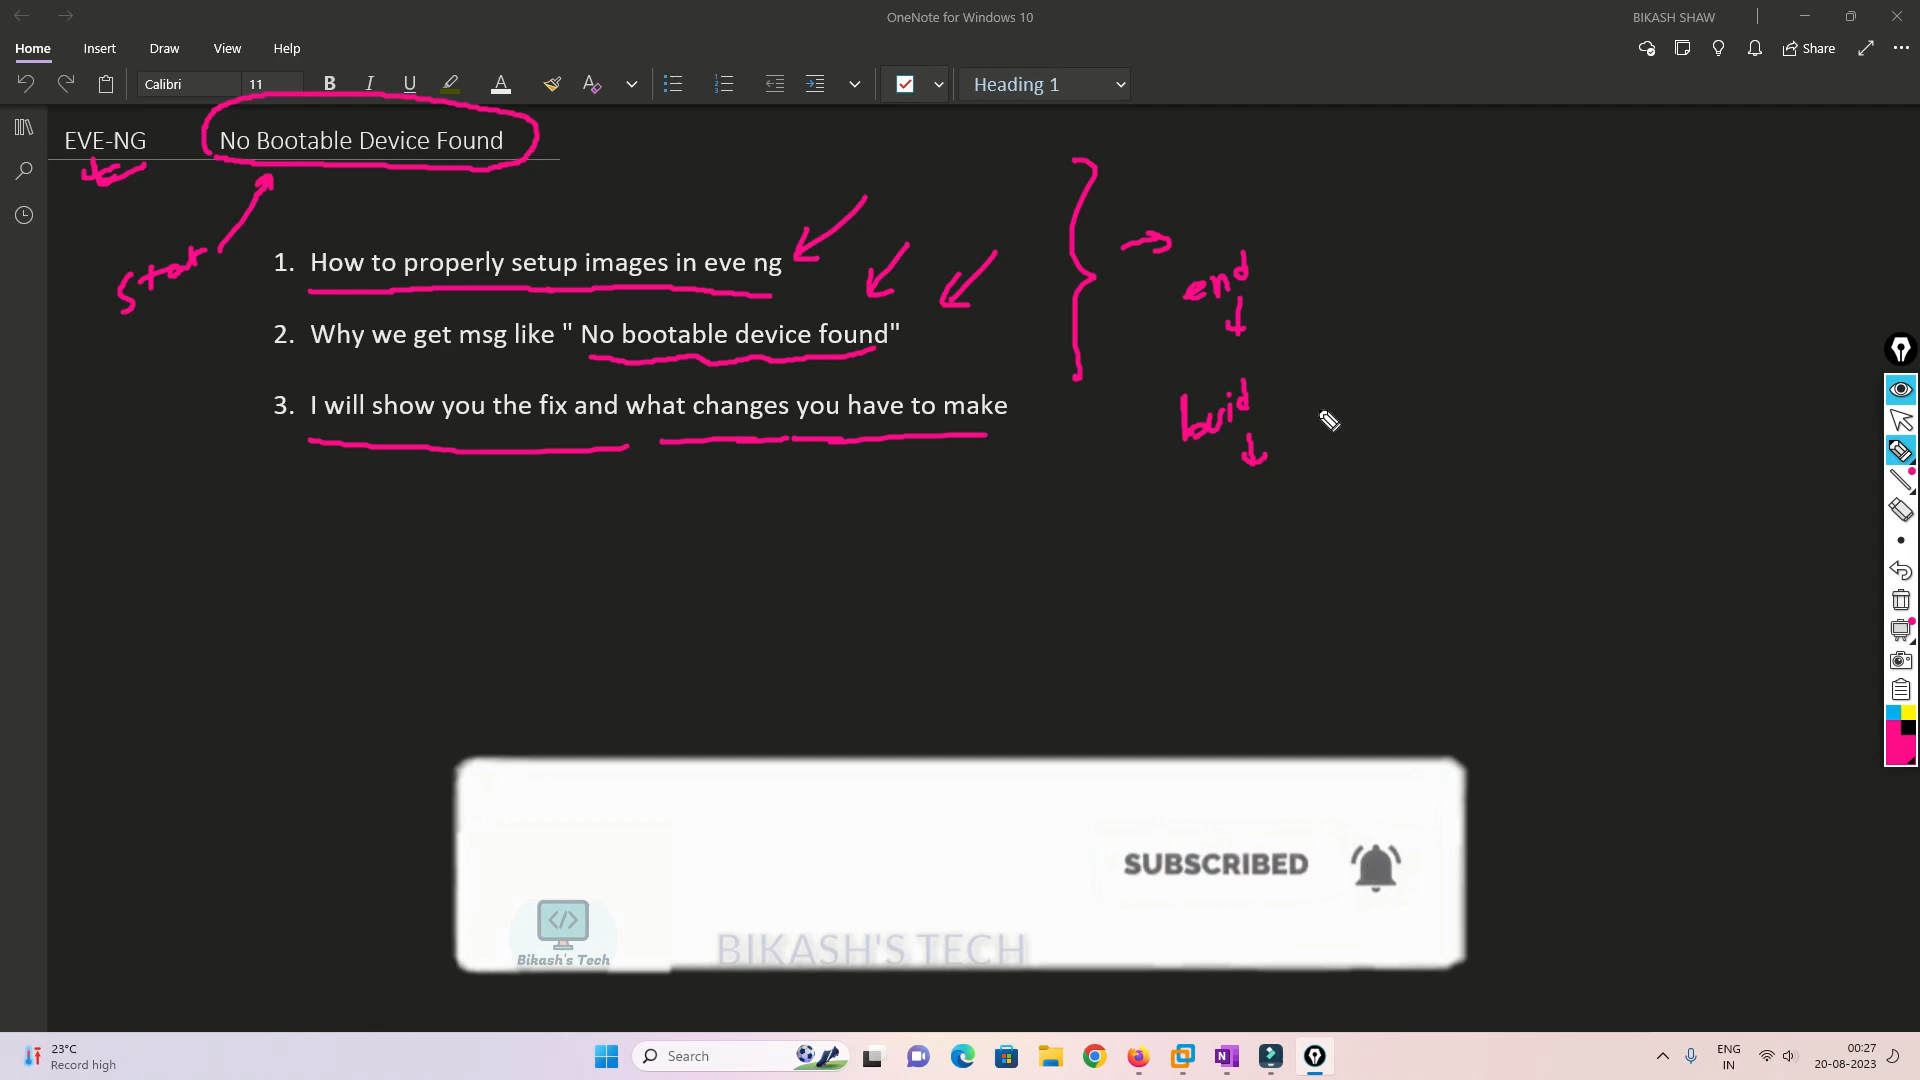 OneNote for Windows 10
BIKASH SHAW
Home Insert Draw View Help
Share
Calibri 11 B I U A A Heading 1
EVE-NG No Bootable Device Found
Start
1. How to properly setup images in eve ng
end
2. Why we get msg like " No bootable device found"
3. I will show you the fix and what changes you have to make
SUBSCRIBED
</>
Bikash's Tech
BIKASH'S TECH
23°C
Record high
Search
ENG
IN
00:27
20-08-2023